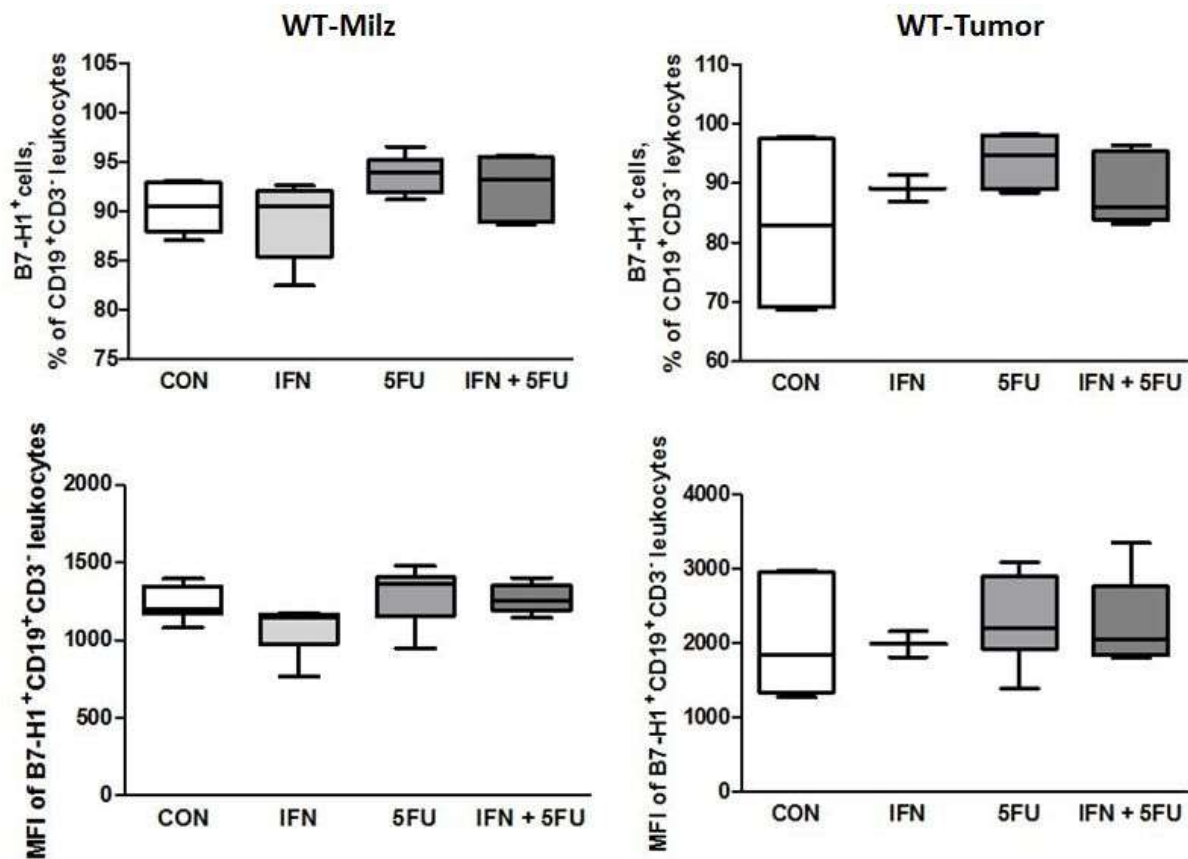 WT-Milz
B7-H1+ cells,
% of CD19+CD3- leukocytes
105
100
95
90
85
80
75
CON IFN 5FU IFN + 5FU
WT-Tumor
B7-H1+ cells,
% of CD19+CD3- leykocytes
110
100
90
80
70
60
CON IFN 5FU IFN + 5FU
MFI of B7-H1+CD19+CD3- leukocytes
2000
1500
1000
500
0
CON IFN 5FU IFN + 5FU
MFI of B7-H1+CD19+CD3- leukocytes
4000
3000
2000
1000
0
CON IFN 5FU IFN + 5FU